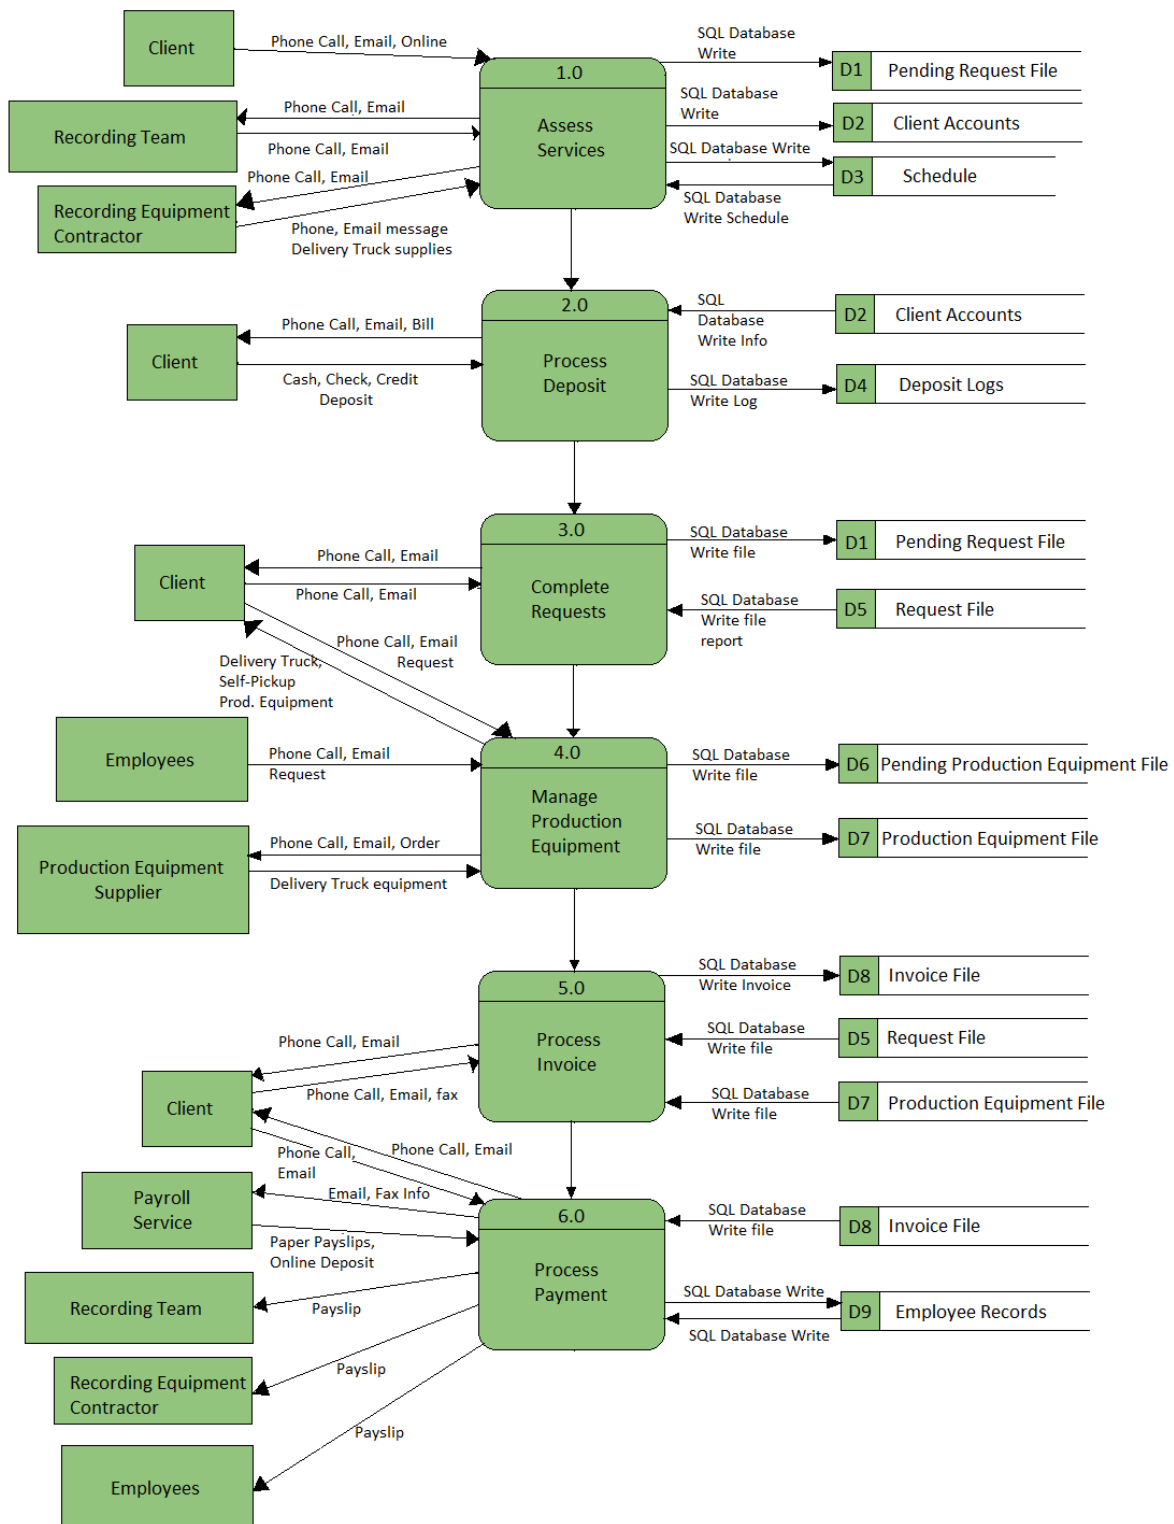 Client
Phone Call, Email, Online
1.0
Assess
Services
SQL Database
Write
D1
Pending Request File
Recording Team
Phone Call, Email
Phone Call, Email
SQL Database
Write
D2
Client Accounts
Phone Call, Email
SQL Database Write
D3
Schedule
SQL Database
Write Schedule
Recording Equipment
Contractor
Phone, Email message
Delivery Truck supplies
2.0
Process
Deposit
Client
Phone Call, Email, Bill
Cash, Check, Credit
Deposit
SQL
Database
Write Info
D2
Client Accounts
SQL Database
Write Log
D4
Deposit Logs
3.0
Complete
Requests
Client
Phone Call, Email
Phone Call, Email
SQL Database
Write file
D1
Pending Request File
SQL Database
Write file
report
D5
Request File
Phone Call, Email
Request
Delivery Truck,
Self-Pickup
Prod. Equipment
4.0
Manage
Production
Equipment
Employees
Phone Call, Email
Request
SQL Database
Write file
D6
Pending Production Equipment File
Production Equipment
Supplier
Phone Call, Email, Order
Delivery Truck equipment
SQL Database
Write file
D7
Production Equipment File
5.0
Process
Invoice
SQL Database
Write Invoice
D8
Invoice File
SQL Database
Write file
D5
Request File
SQL Database
Write file
D7
Production Equipment File
Phone Call, Email
Client
Phone Call, Email, fax
Phone Call, Email
Phone Call,
Email
6.0
Process
Payment
Payroll
Service
Email, Fax Info
Paper Payslips,
Online Deposit
SQL Database
Write file
D8
Invoice File
Recording Team
Payslip
SQL Database Write
D9
Employee Records
SQL Database Write
Recording Equipment
Contractor
Payslip
Employees
Payslip